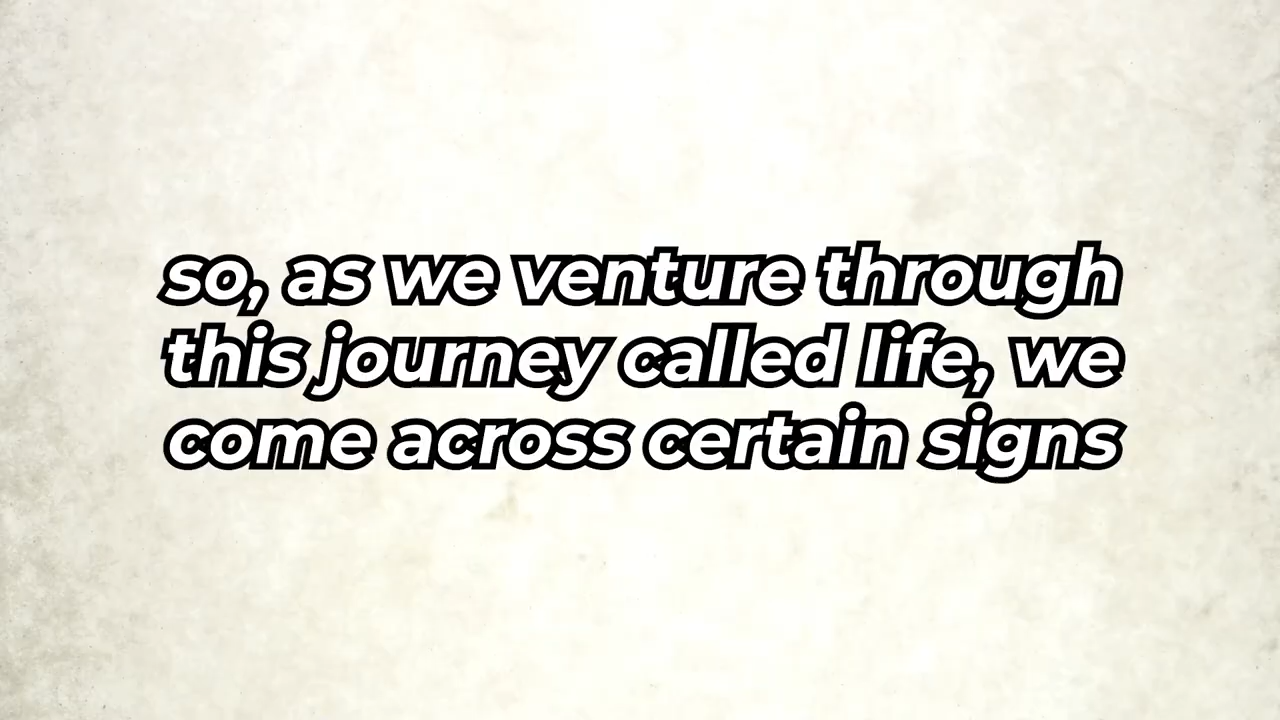 so, as we venture through
this journey called life, we
come across certain signs